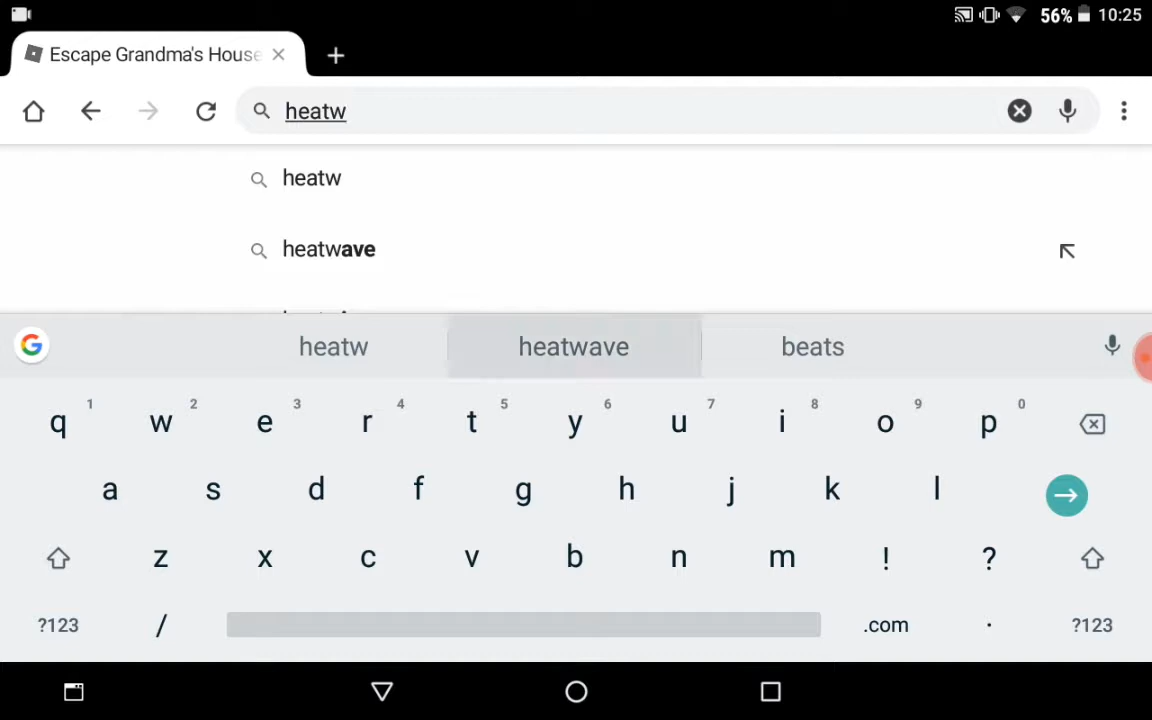 56% 10:25
Escape Grandma's House
heatw
heatw
heatwave
heatw heatwave beats
1 2 3 4 5 6 7 8 9 0
q w e r t y u i o p
a s d f g h j k l
z x c v b n m ! ?
?123 / .com . ?123